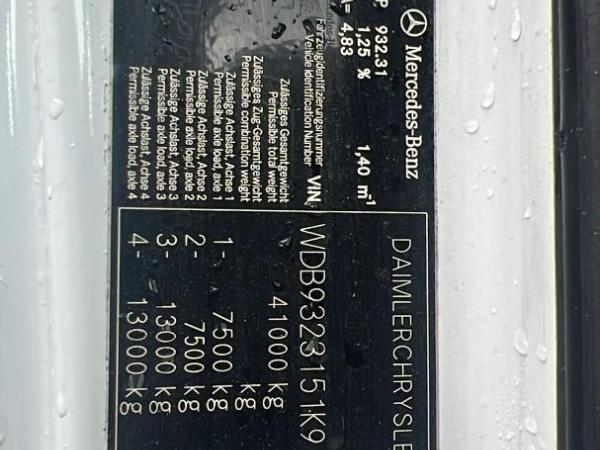 Mercedes-Benz
DAIMLERCHRYSLE
P 932.31
1,25 % 1,40 m⁻¹
= 4,83
Fahrzeugidentifizierungsnummer
Vehicle Identification Number VIN WDB9323151K9
Zulässiges Gesamtgewicht
Permissible total weight 41000 kg
Zulässiges Zug-Gesamtgewicht
Permissible combination weight kg
Zulässige Achslast, Achse 1
Permissible axle load, axle 1 1- 7500 kg
Zulässige Achslast, Achse 2
Permissible axle load, axle 2 2- 7500 kg
Zulässige Achslast, Achse 3
Permissible axle load, axle 3 3- 13000 kg
Zulässige Achslast, Achse 4
Permissible axle load, axle 4 4- 13000 kg